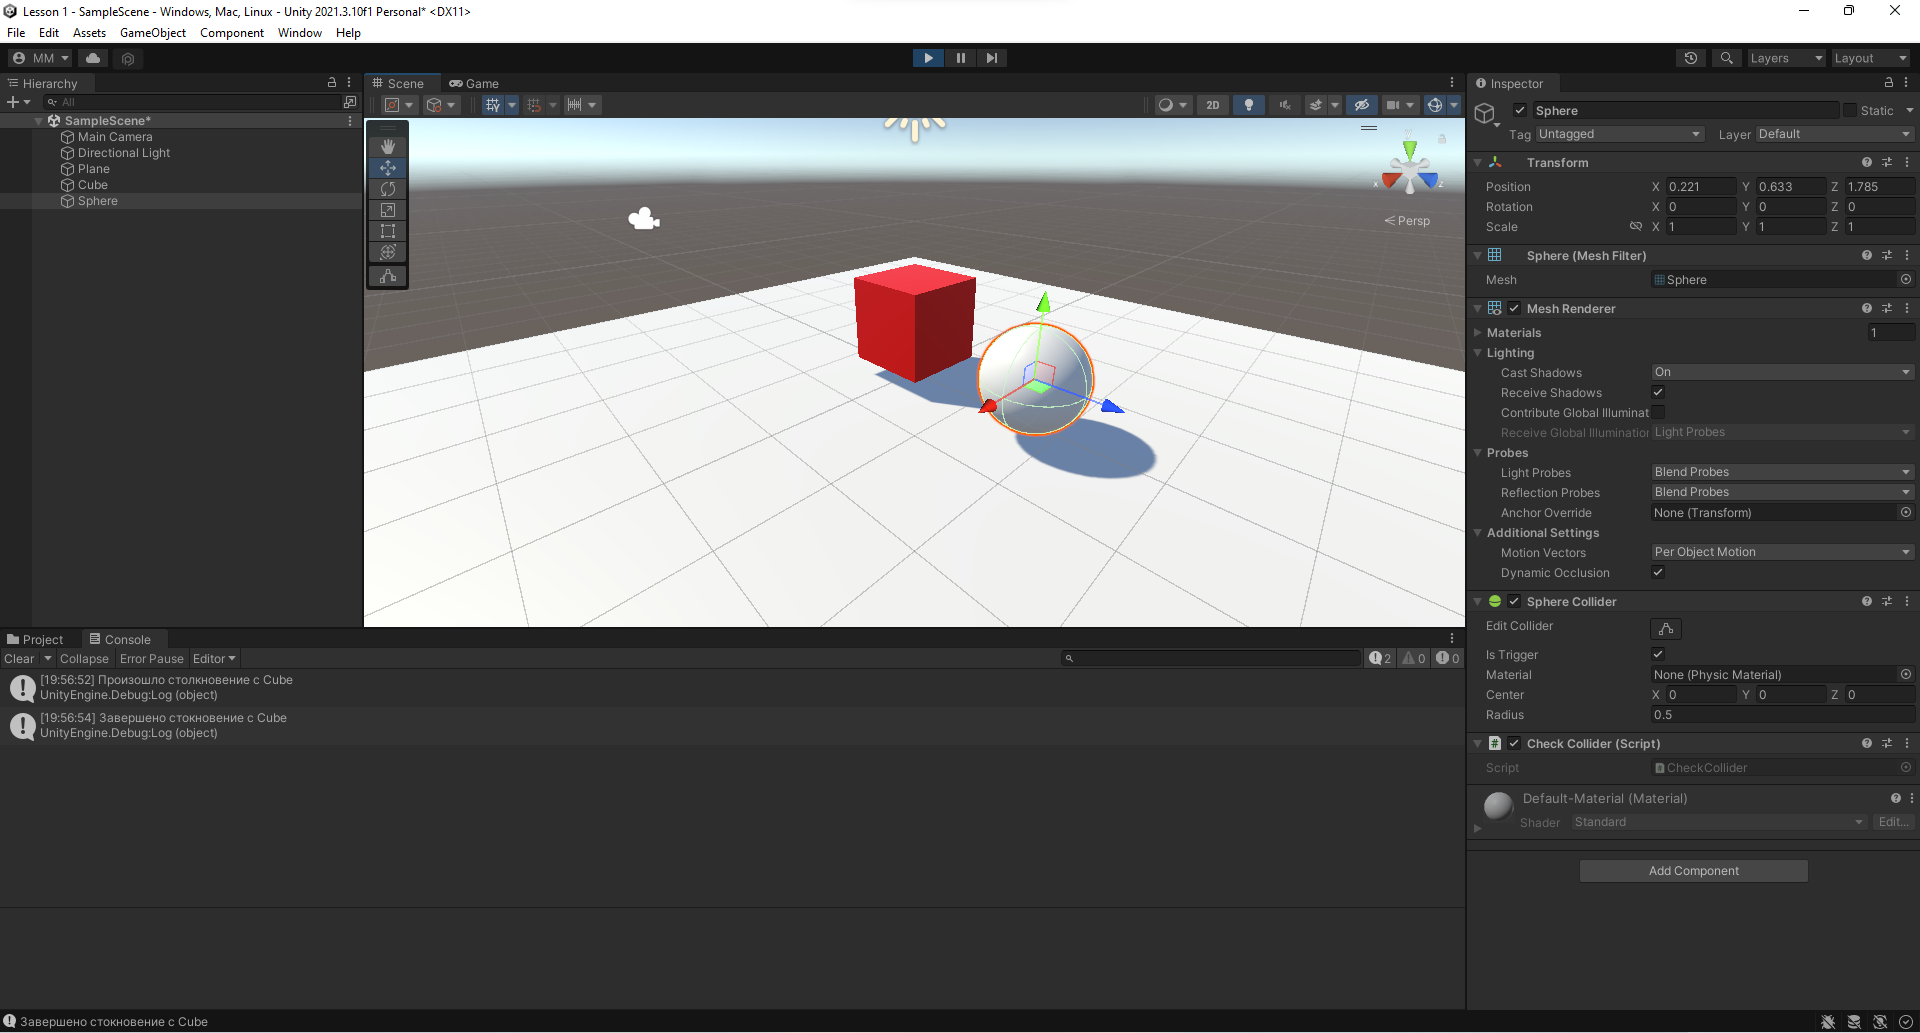 Lesson 1 - SampleScene - Windows, Mac, Linux - Unity 2021.3.10f1 Personal* <DX11>
File Edit Assets GameObject Component Window Help
MM
Layers Layout
Hierarchy
All
SampleScene*
Main Camera
Directional Light
Plane
Cube
Sphere
Scene Game
2D
y
x
z
Persp
Project Console
Clear Collapse Error Pause Editor
2 0 0
[19:56:52] Произошло столкновение с Cube
UnityEngine.Debug:Log (object)
[19:56:54] Завершено стокновение с Cube
UnityEngine.Debug:Log (object)
Inspector
Sphere Static
Tag Untagged Layer Default
Transform
Position X 0.221 Y 0.633 Z 1.785
Rotation X 0 Y 0 Z 0
Scale X 1 Y 1 Z 1
Sphere (Mesh Filter)
Mesh Sphere
Mesh Renderer
Materials 1
Lighting
Cast Shadows On
Receive Shadows
Contribute Global Illuminat
Receive Global Illumination Light Probes
Probes
Light Probes Blend Probes
Reflection Probes Blend Probes
Anchor Override None (Transform)
Additional Settings
Motion Vectors Per Object Motion
Dynamic Occlusion
Sphere Collider
Edit Collider
Is Trigger
Material None (Physic Material)
Center X 0 Y 0 Z 0
Radius 0.5
# Check Collider (Script)
Script CheckCollider
Default-Material (Material)
Shader Standard Edit...
Add Component
Завершено стокновение с Cube